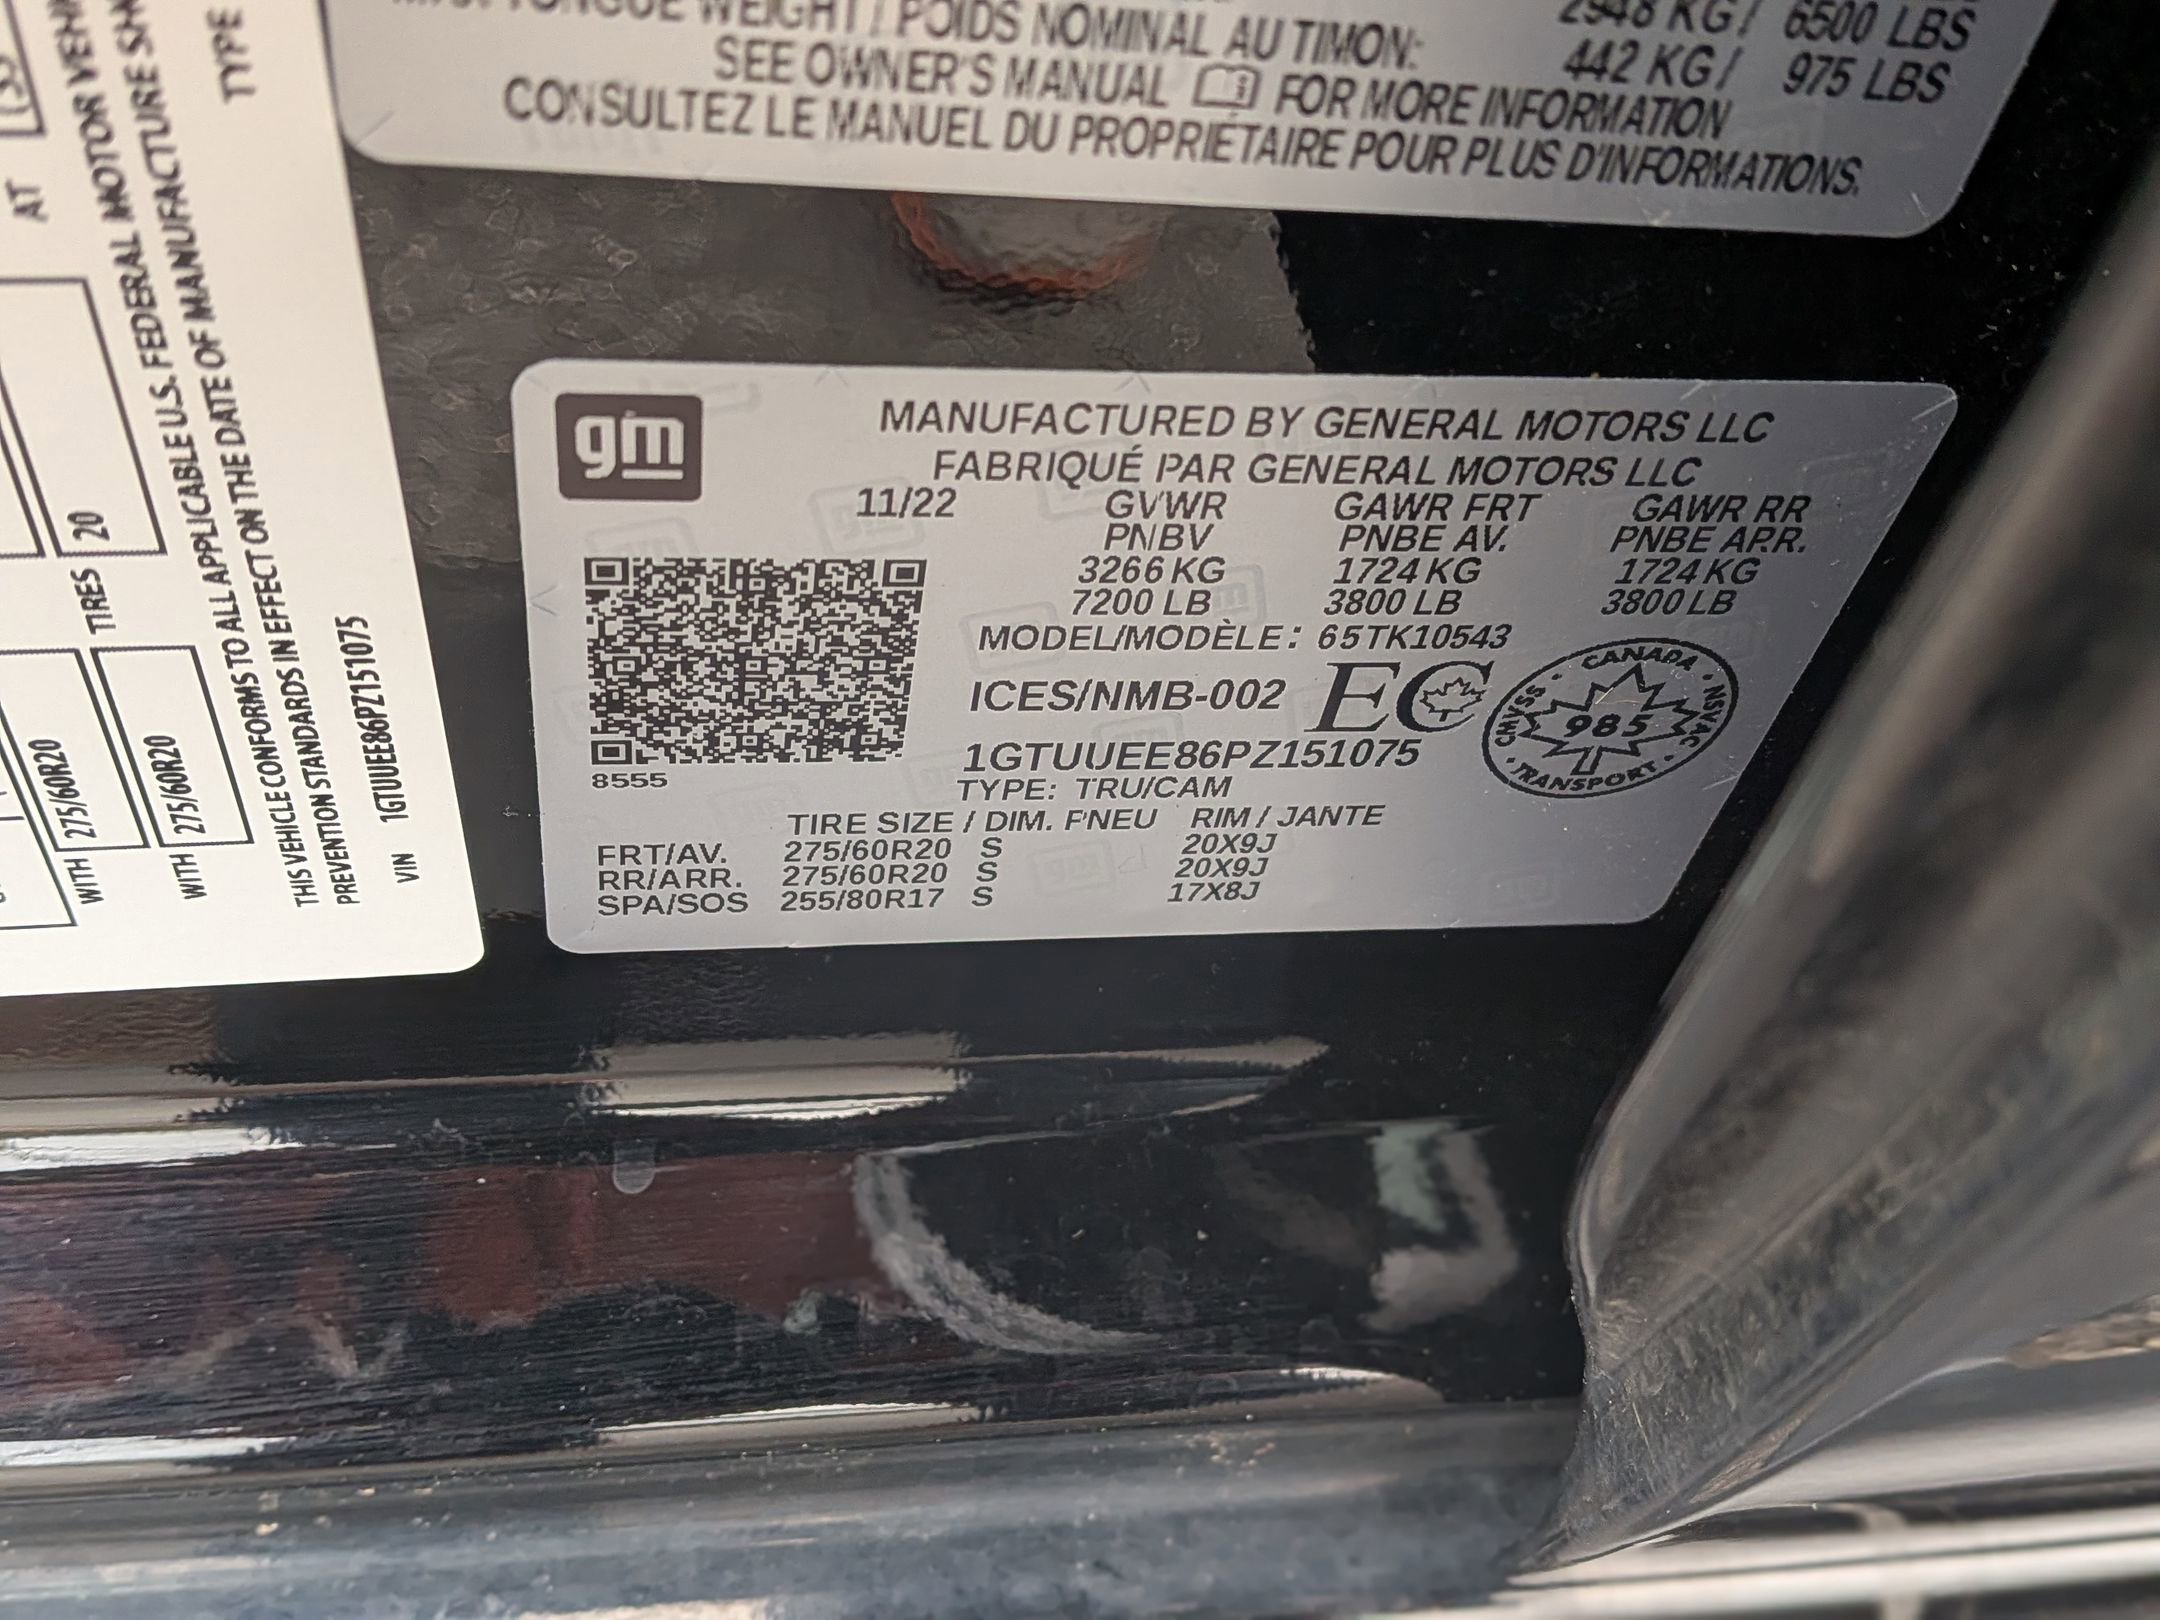 TONGUE WEIGHT / POIDS NOMINAL AU TIMON:
2948 KG / 6500 LBS
442 KG / 975 LBS
SEE OWNER'S MANUAL FOR MORE INFORMATION
CONSULTEZ LE MANUEL DU PROPRIÉTAIRE POUR PLUS D'INFORMATIONS.
AT
TYPE
TIRES 20
WITH 275/60R20
WITH 275/60R20
THIS VEHICLE CONFORMS TO ALL APPLICABLE U.S. FEDERAL MOTOR
PREVENTION STANDARDS IN EFFECT ON THE DATE OF MANUFACTURE
VIN 1GTUUEE86PZ151075
gm
MANUFACTURED BY GENERAL MOTORS LLC
FABRIQUÉ PAR GENERAL MOTORS LLC
11/22 GVWR GAWR FRT GAWR RR
PNBV PNBE AV. PNBE ARR.
3266 KG 1724 KG 1724 KG
7200 LB 3800 LB 3800 LB
MODEL/MODÈLE: 65TK10543
ICES/NMB-002 EC
CANADA
CMVSS 985 NSVAC
TRANSPORT
1GTUUEE86PZ151075
8555
TYPE: TRU/CAM
TIRE SIZE / DIM. PNEU RIM / JANTE
FRT/AV. 275/60R20 S 20X9J
RR/ARR. 275/60R20 S 20X9J
SPA/SOS 255/80R17 S 17X8J